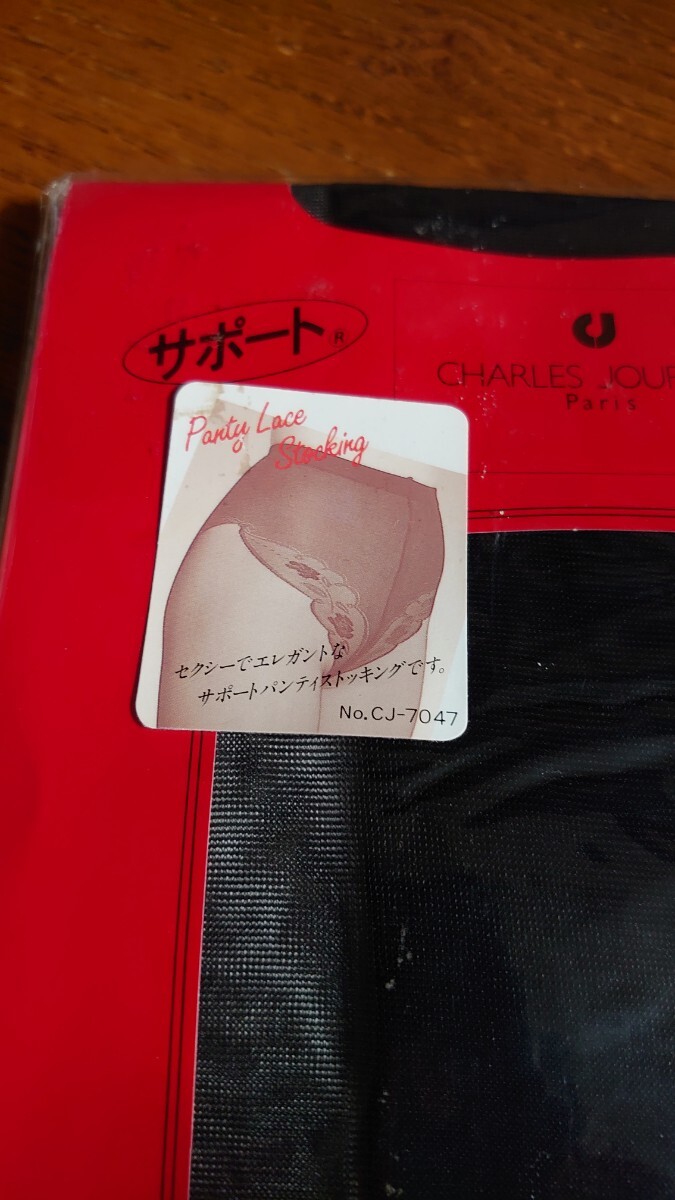 サポート®
CJ
CHARLES JOUR
Paris
Panty Lace
Stocking
セクシーでエレガントな
サポートパンティストッキングです。
No.CJ-7047